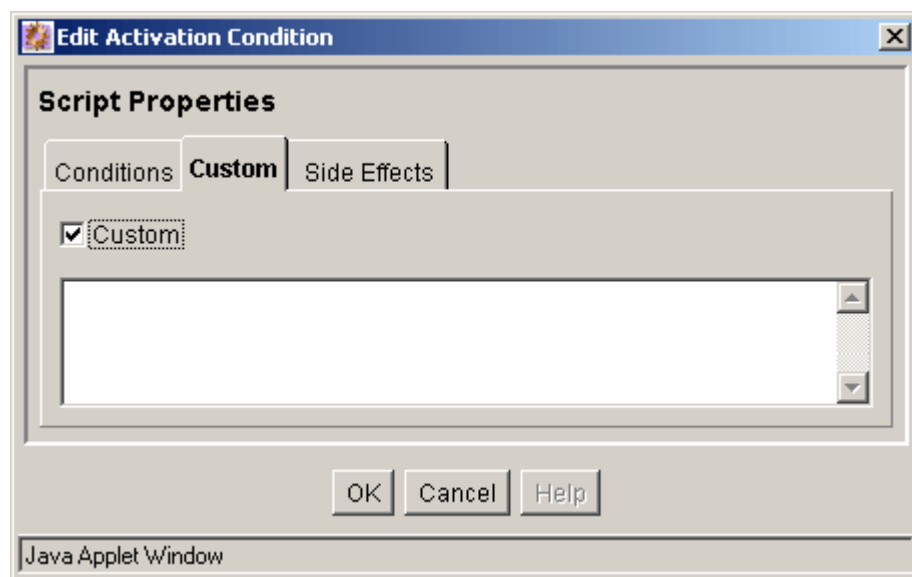 Edit Activation Condition
Script Properties
Conditions Custom Side Effects
Custom
OK Cancel Help
Java Applet Window